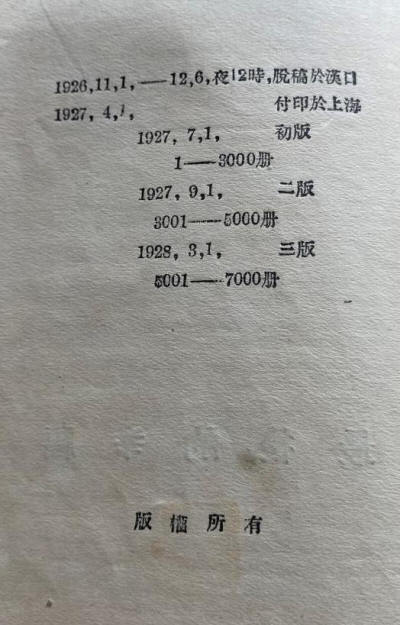 1926,11,1,——12,6,夜12時,脫稿於漢口
1927, 4,1, 付印於上海
1927, 7,1, 初版
1——3000册
1927, 9,1, 二版
3001——5000册
1928, 3,1, 三版
5001——7000册
版權所有